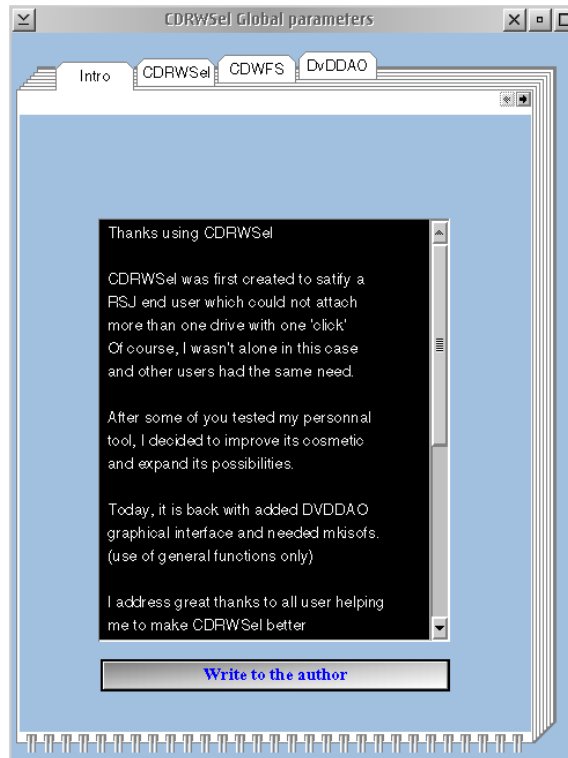 CDRWSel Global parameters
Intro CDRWSel CDWFS DvDDAO
Thanks using CDRWSel
CDRWSel was first created to satify a
RSJ end user which could not attach
more than one drive with one 'click'
Of course, I wasn't alone in this case
and other users had the same need.
After some of you tested my personnal
tool, I decided to improve its cosmetic
and expand its possibilities.
Today, it is back with added DVDDAO
graphical interface and needed mkisofs.
(use of general functions only)
I address great thanks to all user helping
me to make CDRWSel better
Write to the author